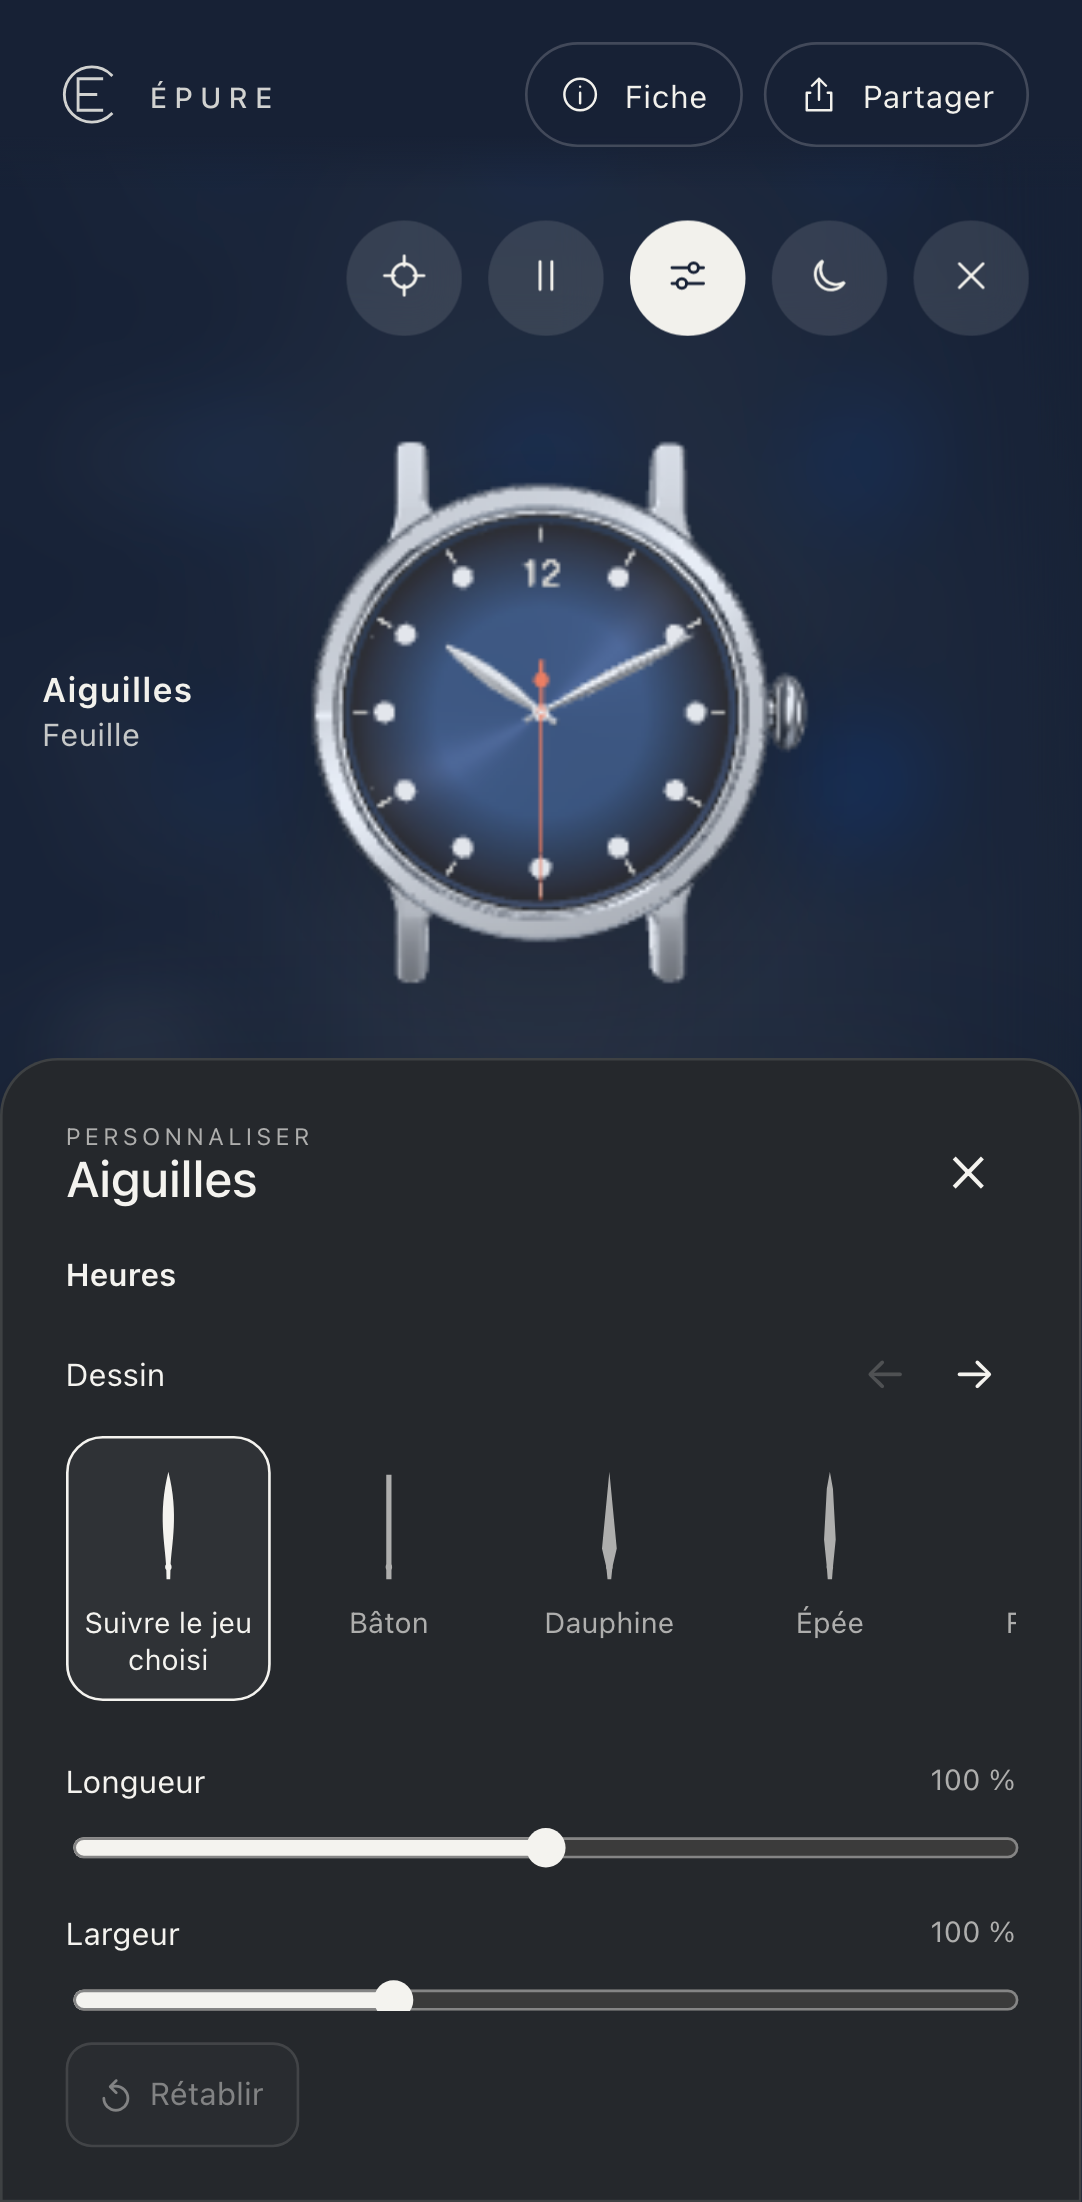 ÉPURE
Fiche
Partager
12
Aiguilles
Feuille
PERSONNALISER
Aiguilles
Heures
Dessin
Suivre le jeu
choisi
Bâton
Dauphine
Épée
F
Longueur
100 %
Largeur
100 %
Rétablir